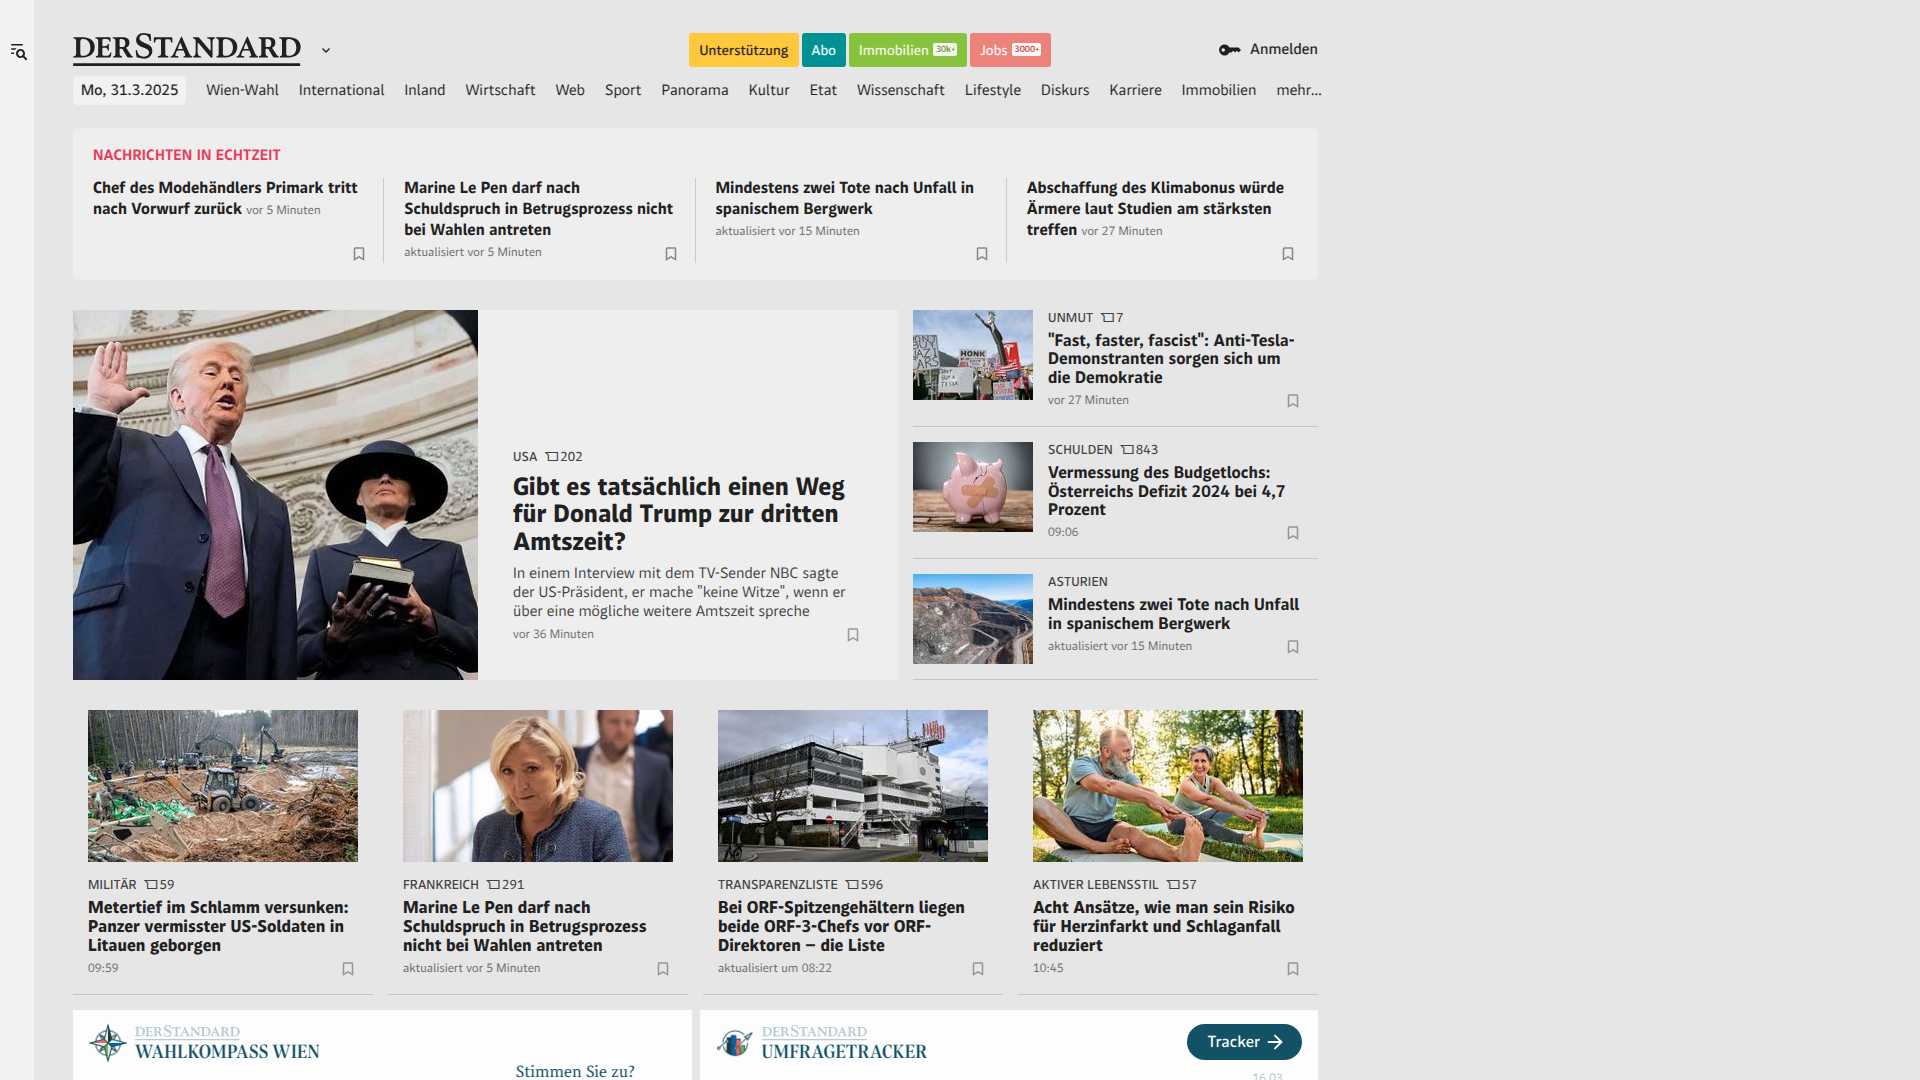 DERSTANDARD
Unterstützung
Abo
Immobilien 30k+
Jobs 3000+
Anmelden
Mo, 31.3.2025
Wien-Wahl
International
Inland
Wirtschaft
Web
Sport
Panorama
Kultur
Etat
Wissenschaft
Lifestyle
Diskurs
Karriere
Immobilien
mehr...
NACHRICHTEN IN ECHTZEIT
Chef des Modehändlers Primark tritt
nach Vorwurf zurück vor 5 Minuten
Marine Le Pen darf nach
Schuldspruch in Betrugsprozess nicht
bei Wahlen antreten
aktualisiert vor 5 Minuten
Mindestens zwei Tote nach Unfall in
spanischem Bergwerk
aktualisiert vor 15 Minuten
Abschaffung des Klimabonus würde
Ärmere laut Studien am stärksten
treffen vor 27 Minuten
USA 202
Gibt es tatsächlich einen Weg
für Donald Trump zur dritten
Amtszeit?
In einem Interview mit dem TV-Sender NBC sagte
der US-Präsident, er mache "keine Witze", wenn er
über eine mögliche weitere Amtszeit spreche
vor 36 Minuten
HONK
UNMUT 7
"Fast, faster, fascist": Anti-Tesla-
Demonstranten sorgen sich um
die Demokratie
vor 27 Minuten
SCHULDEN 843
Vermessung des Budgetlochs:
Österreichs Defizit 2024 bei 4,7
Prozent
09:06
ASTURIEN
Mindestens zwei Tote nach Unfall
in spanischem Bergwerk
aktualisiert vor 15 Minuten
MILITÄR 59
Metertief im Schlamm versunken:
Panzer vermisster US-Soldaten in
Litauen geborgen
09:59
FRANKREICH 291
Marine Le Pen darf nach
Schuldspruch in Betrugsprozess
nicht bei Wahlen antreten
aktualisiert vor 5 Minuten
TRANSPARENZLISTE 596
Bei ORF-Spitzengehältern liegen
beide ORF-3-Chefs vor ORF-
Direktoren – die Liste
aktualisiert um 08:22
AKTIVER LEBENSSTIL 57
Acht Ansätze, wie man sein Risiko
für Herzinfarkt und Schlaganfall
reduziert
10:45
DERSTANDARD
WAHLKOMPASS WIEN
Stimmen Sie zu?
DERSTANDARD
UMFRAGETRACKER
Tracker
16.03